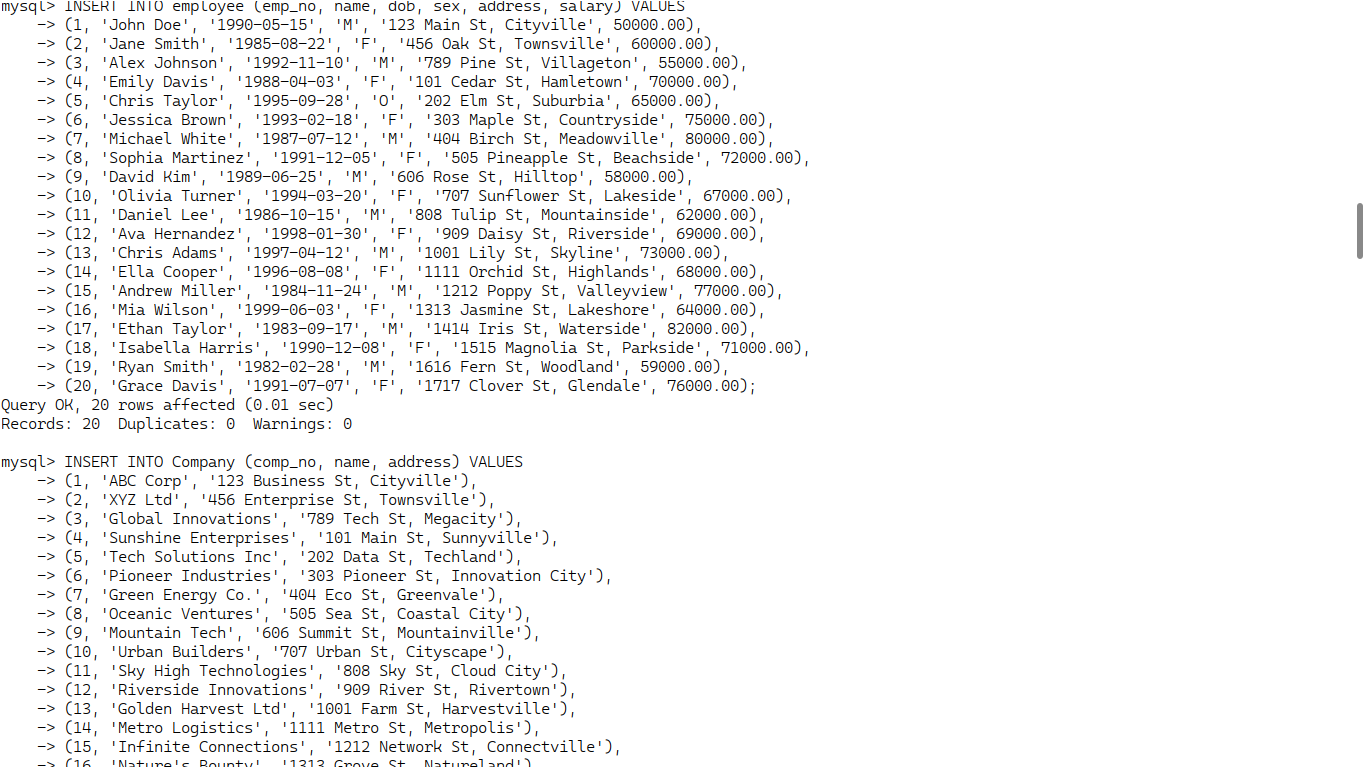 mysql> INSERT INTO employee (emp_no, name, dob, sex, address, salary) VALUES
    -> (1, 'John Doe', '1990-05-15', 'M', '123 Main St, Cityville', 50000.00),
    -> (2, 'Jane Smith', '1985-08-22', 'F', '456 Oak St, Townsville', 60000.00),
    -> (3, 'Alex Johnson', '1992-11-10', 'M', '789 Pine St, Villageton', 55000.00),
    -> (4, 'Emily Davis', '1988-04-03', 'F', '101 Cedar St, Hamletown', 70000.00),
    -> (5, 'Chris Taylor', '1995-09-28', 'O', '202 Elm St, Suburbia', 65000.00),
    -> (6, 'Jessica Brown', '1993-02-18', 'F', '303 Maple St, Countryside', 75000.00),
    -> (7, 'Michael White', '1987-07-12', 'M', '404 Birch St, Meadowville', 80000.00),
    -> (8, 'Sophia Martinez', '1991-12-05', 'F', '505 Pineapple St, Beachside', 72000.00),
    -> (9, 'David Kim', '1989-06-25', 'M', '606 Rose St, Hilltop', 58000.00),
    -> (10, 'Olivia Turner', '1994-03-20', 'F', '707 Sunflower St, Lakeside', 67000.00),
    -> (11, 'Daniel Lee', '1986-10-15', 'M', '808 Tulip St, Mountainside', 62000.00),
    -> (12, 'Ava Hernandez', '1998-01-30', 'F', '909 Daisy St, Riverside', 69000.00),
    -> (13, 'Chris Adams', '1997-04-12', 'M', '1001 Lily St, Skyline', 73000.00),
    -> (14, 'Ella Cooper', '1996-08-08', 'F', '1111 Orchid St, Highlands', 68000.00),
    -> (15, 'Andrew Miller', '1984-11-24', 'M', '1212 Poppy St, Valleyview', 77000.00),
    -> (16, 'Mia Wilson', '1999-06-03', 'F', '1313 Jasmine St, Lakeshore', 64000.00),
    -> (17, 'Ethan Taylor', '1983-09-17', 'M', '1414 Iris St, Waterside', 82000.00),
    -> (18, 'Isabella Harris', '1990-12-08', 'F', '1515 Magnolia St, Parkside', 71000.00),
    -> (19, 'Ryan Smith', '1982-02-28', 'M', '1616 Fern St, Woodland', 59000.00),
    -> (20, 'Grace Davis', '1991-07-07', 'F', '1717 Clover St, Glendale', 76000.00);
Query OK, 20 rows affected (0.01 sec)
Records: 20  Duplicates: 0  Warnings: 0

mysql> INSERT INTO Company (comp_no, name, address) VALUES
    -> (1, 'ABC Corp', '123 Business St, Cityville'),
    -> (2, 'XYZ Ltd', '456 Enterprise St, Townsville'),
    -> (3, 'Global Innovations', '789 Tech St, Megacity'),
    -> (4, 'Sunshine Enterprises', '101 Main St, Sunnyville'),
    -> (5, 'Tech Solutions Inc', '202 Data St, Techland'),
    -> (6, 'Pioneer Industries', '303 Pioneer St, Innovation City'),
    -> (7, 'Green Energy Co.', '404 Eco St, Greenvale'),
    -> (8, 'Oceanic Ventures', '505 Sea St, Coastal City'),
    -> (9, 'Mountain Tech', '606 Summit St, Mountainville'),
    -> (10, 'Urban Builders', '707 Urban St, Cityscape'),
    -> (11, 'Sky High Technologies', '808 Sky St, Cloud City'),
    -> (12, 'Riverside Innovations', '909 River St, Rivertown'),
    -> (13, 'Golden Harvest Ltd', '1001 Farm St, Harvestville'),
    -> (14, 'Metro Logistics', '1111 Metro St, Metropolis'),
    -> (15, 'Infinite Connections', '1212 Network St, Connectville'),
    -> (16, 'Nature's Bounty', '1313 Grove St, Natureland'),